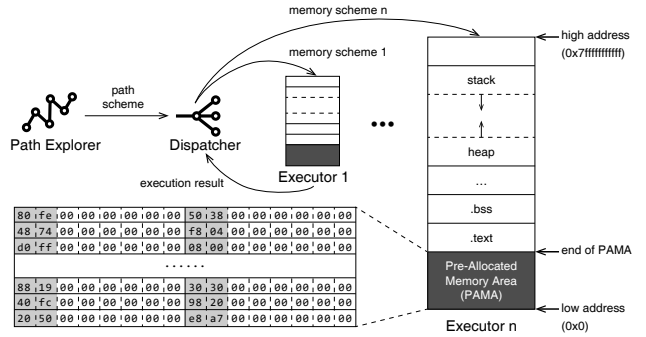 memory scheme n
memory scheme 1
path
scheme
Path Explorer
Dispatcher
execution result
Executor 1
...
high address
(0x7fffffffffff)
stack
heap
...
.bss
.text
end of PAMA
Pre-Allocated
Memory Area
(PAMA)
low address
(0x0)
Executor n
80 fe 00 00 00 00 00 00 50 38 00 00 00 00 00 00
48 74 00 00 00 00 00 00 f8 04 00 00 00 00 00 00
d0 ff 00 00 00 00 00 00 08 00 00 00 00 00 00 00
......
88 19 00 00 00 00 00 00 30 30 00 00 00 00 00 00
40 fc 00 00 00 00 00 00 98 20 00 00 00 00 00 00
20 50 00 00 00 00 00 00 e8 a7 00 00 00 00 00 00